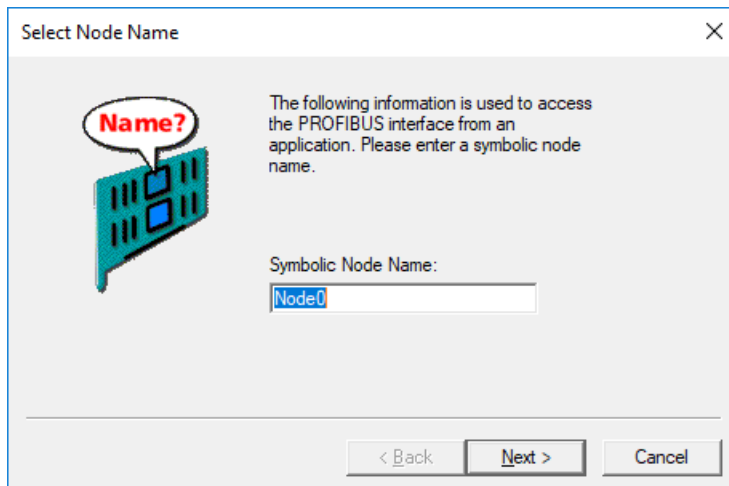 Select Node Name
Name?
The following information is used to access
the PROFIBUS interface from an
application. Please enter a symbolic node
name.
Symbolic Node Name:
Node0
< Back
Next >
Cancel